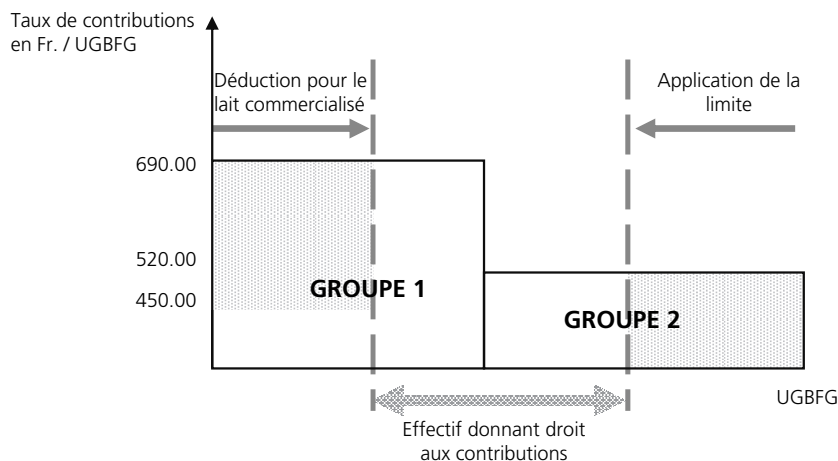 Taux de contributions
en Fr. / UGBFG
Déduction pour le
lait commercialisé
Application de la
limite
690.00
520.00
450.00
GROUPE 1
GROUPE 2
UGBFG
Effectif donnant droit
aux contributions